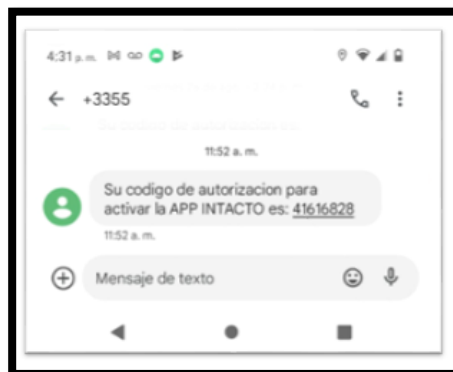 4:31 p. m.
+3355
11:52 a. m.
Su codigo de autorizacion para
activar la APP INTACTO es: 41616828
11:52 a. m.
Mensaje de texto